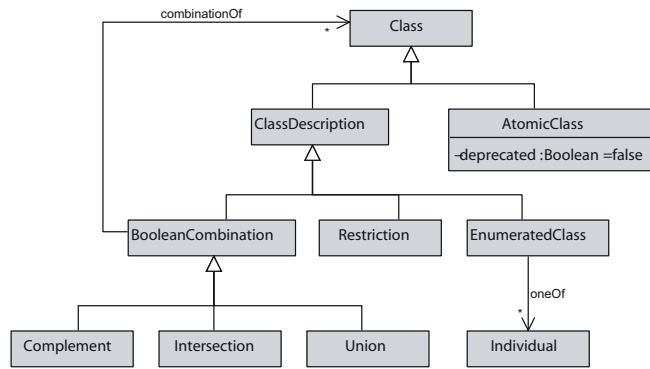 combinationOf
*
Class
ClassDescription
AtomicClass
-deprecated :Boolean =false
BooleanCombination
Restriction
EnumeratedClass
oneOf
*
Complement
Intersection
Union
Individual